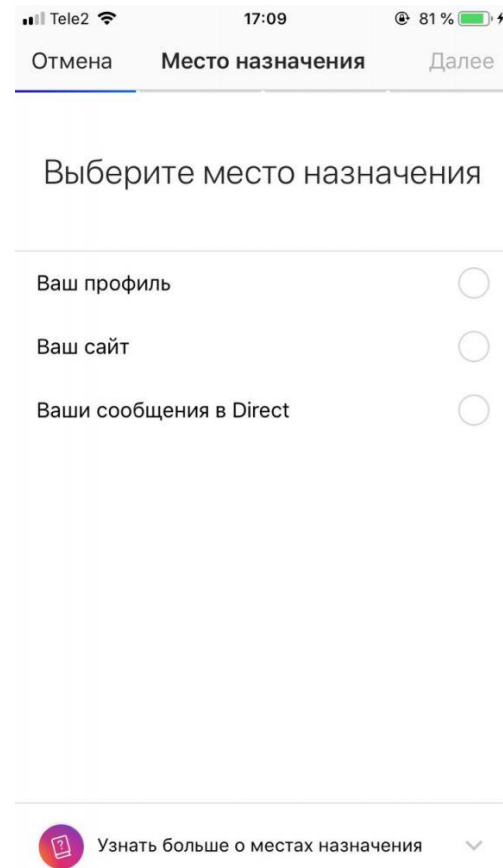 Tele2 17:09 81 %
Отмена Место назначения Далее
Выберите место назначения
Ваш профиль
Ваш сайт
Ваши сообщения в Direct
Узнать больше о местах назначения